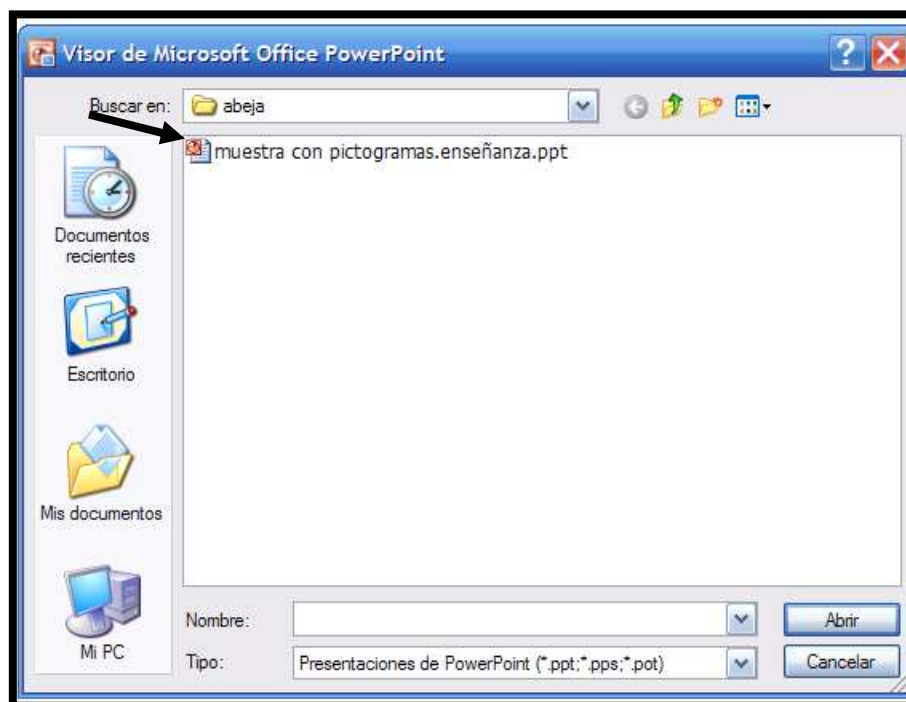 Visor de Microsoft Office PowerPoint
Buscar en: abeja
muestra con pictogramas.enseñanza.ppt
Documentos
recientes
Escritorio
Mis documentos
Mi PC
Nombre: Abrir
Tipo: Presentaciones de PowerPoint (*.ppt;*.pps;*.pot) Cancelar